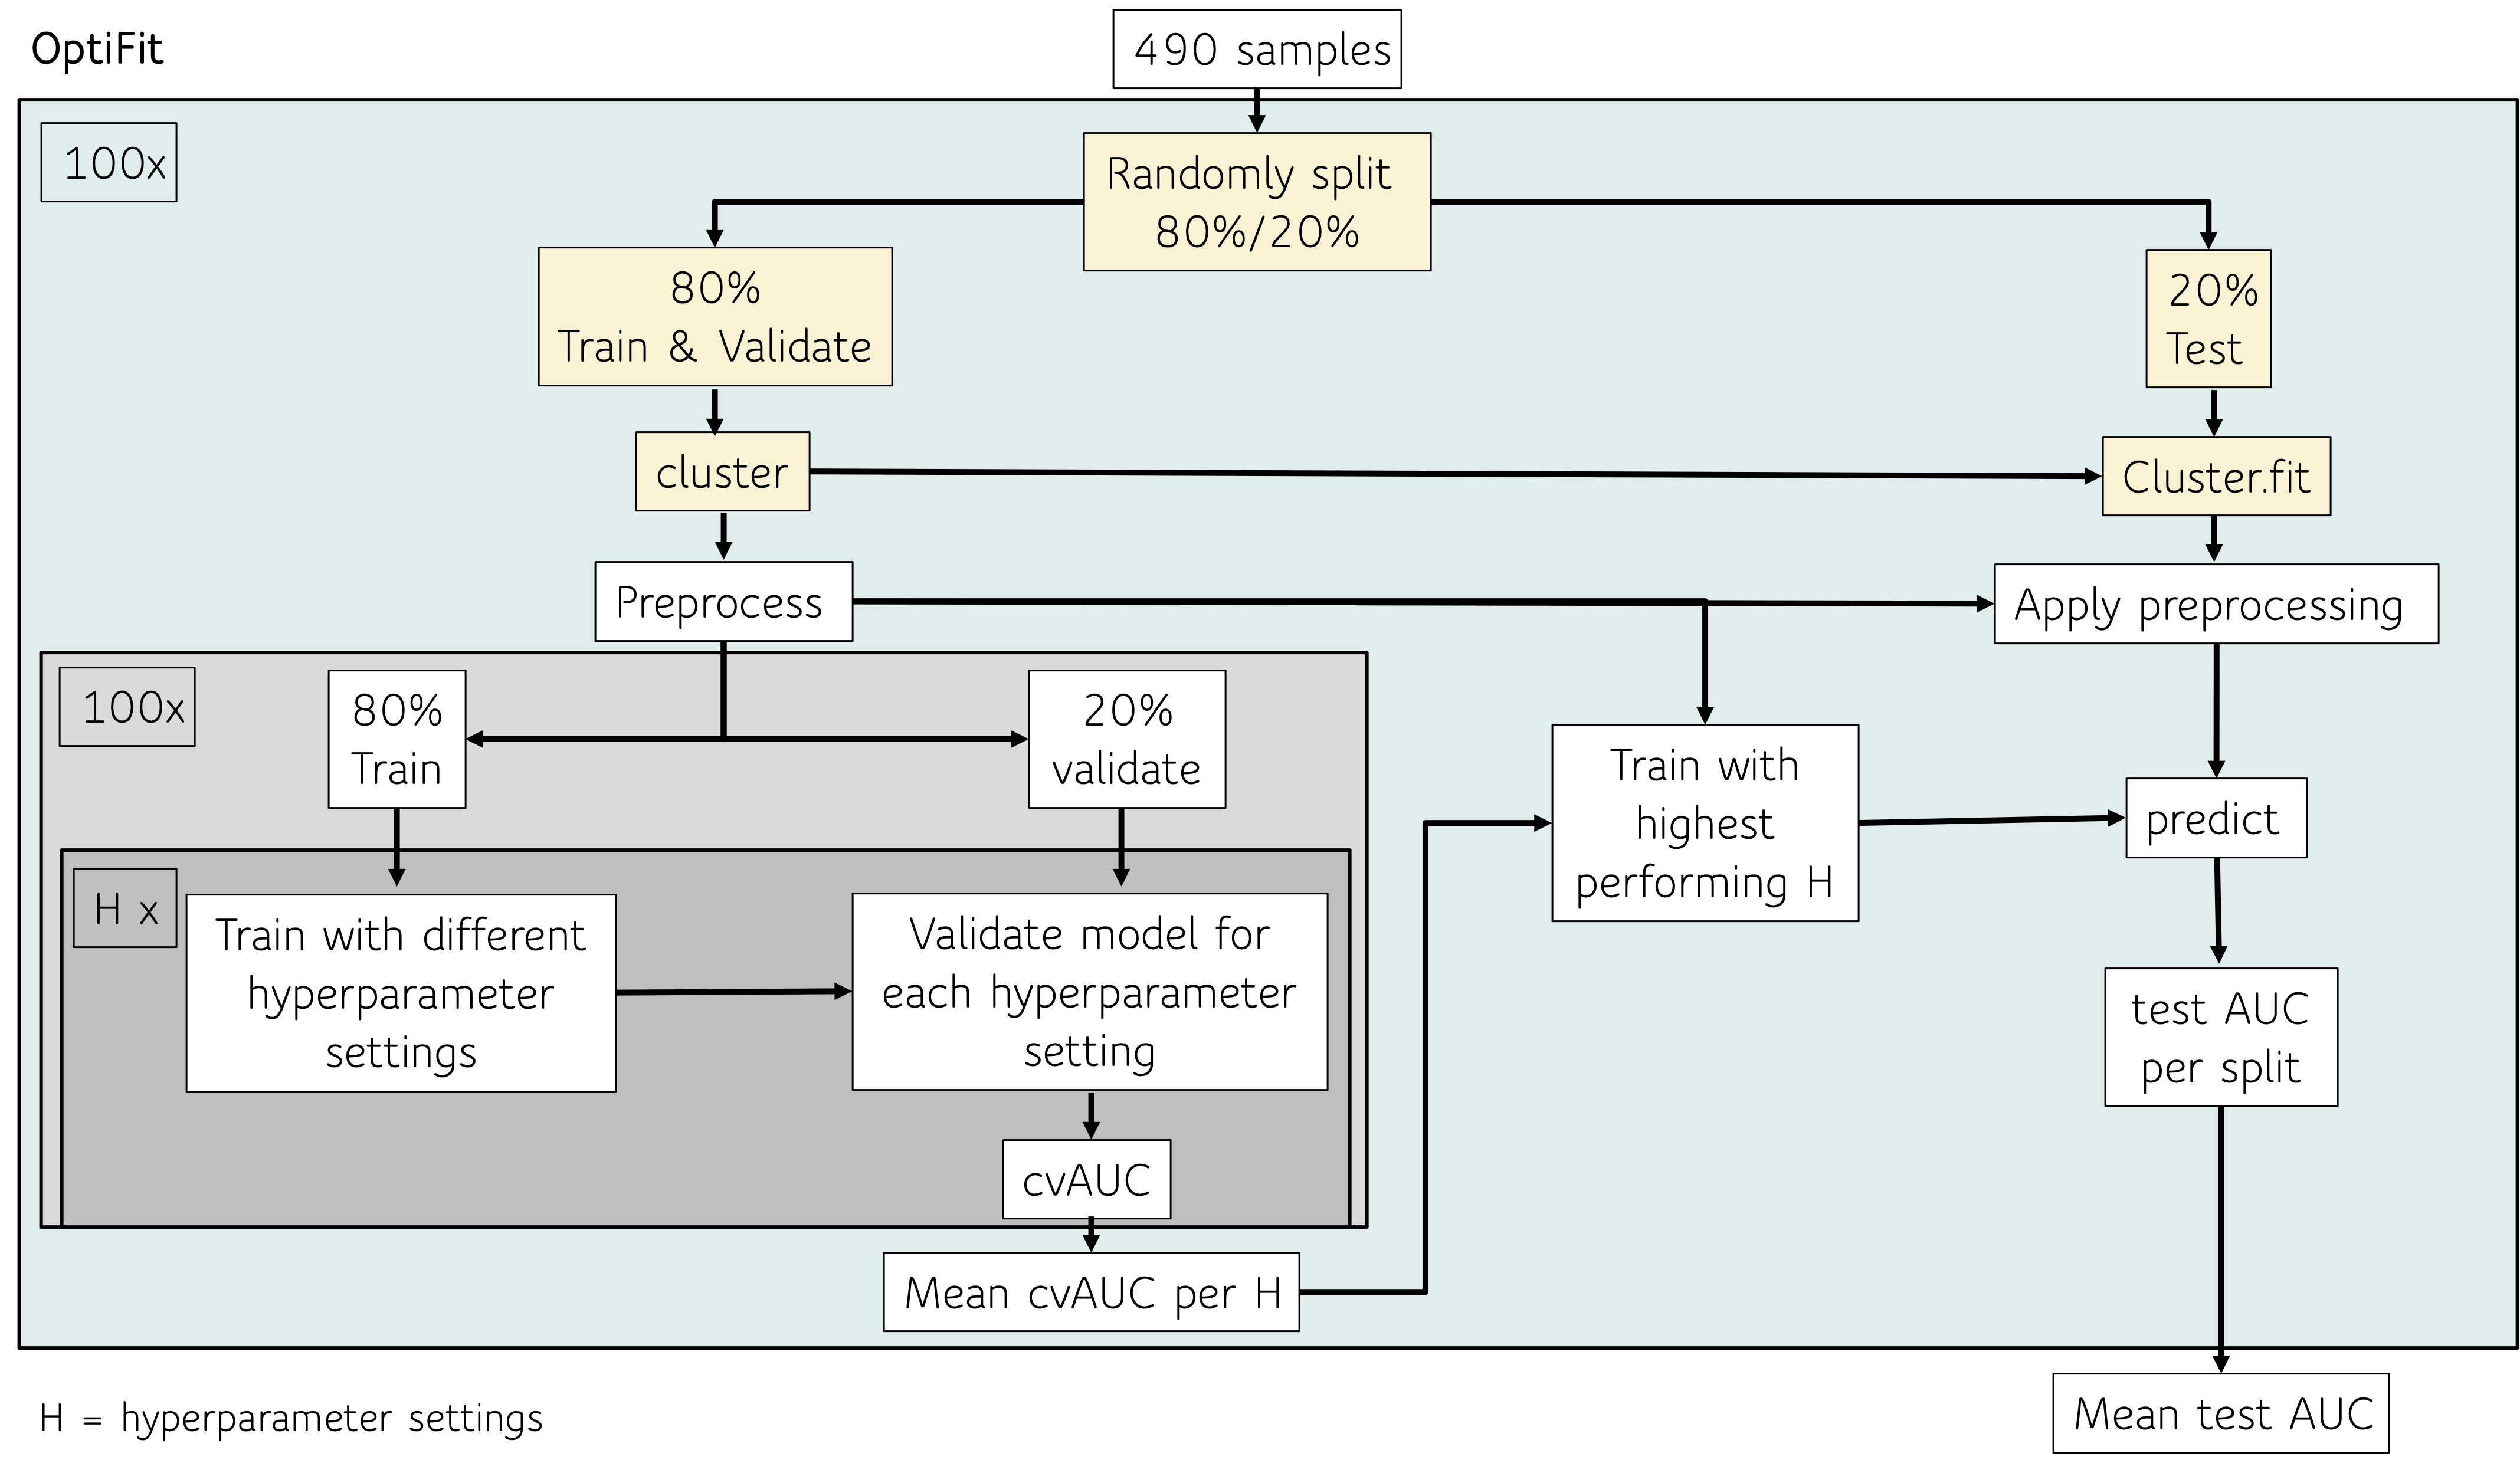 OptiFit
490 samples
100x
Randomly split
80%/20%
80%
Train & Validate
20%
Test
cluster
Cluster.fit
Preprocess
Apply preprocessing
100x
80%
Train
20%
validate
Train with
highest
performing H
predict
H x
Train with different
hyperparameter
settings
Validate model for
each hyperparameter
setting
test AUC
per split
cvAUC
Mean cvAUC per H
Mean test AUC
H = hyperparameter settings